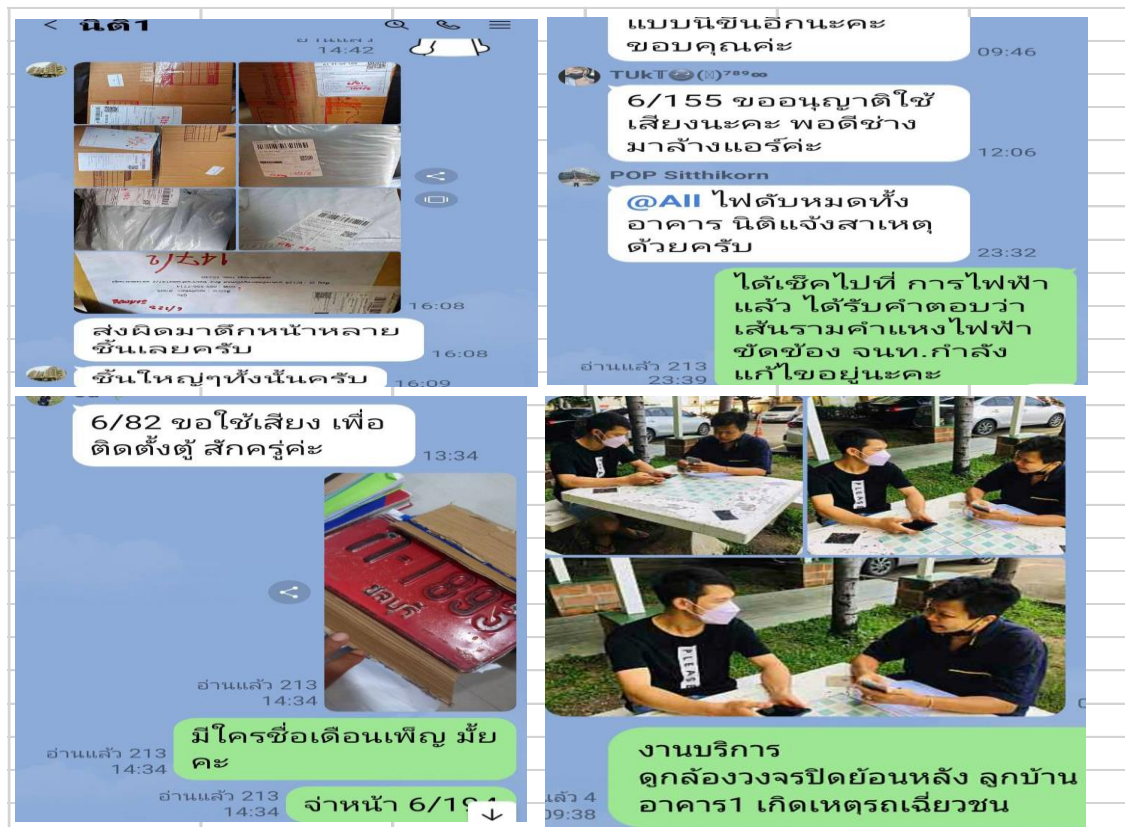 < นิติ1
14:42
16:08
ส่งผิดมาตึกหน้าหลาย
ชิ้นเลยครับ
16:08
ชิ้นใหญ่ๆทั้งนั้นครับ
16:09
147/2
แบบนิชินอีกนะคะ
ขอบคุณค่ะ
09:46
TUkT
6/155 ขออนุญาติใช้
เสียงนะคะ พอดีช่าง
มาล้างแอร์ค่ะ
12:06
POP Sitthikorn
@All ไฟดับหมดทั้ง
อาคาร นิติแจ้งสาเหตุ
ด้วยครับ
23:32
ได้เช็คไปที่ การไฟฟ้า
แล้ว ได้รับคำตอบว่า
เส้นรามคำแหงไฟฟ้า
ขัดข้อง จนท.กำลัง
แก้ไขอยู่นะคะ
อ่านแล้ว 213
23:39
6/82 ขอใช้เสียง เพื่อ
ติดตั้งตู้ สักครู่ค่ะ
13:34
ก-1893
ชลบุรี
อ่านแล้ว 213
14:34
มีใครชื่อเดือนเพ็ญ มั้ย
คะ
อ่านแล้ว 213
14:34
จ่าหน้า 6/194
อ่านแล้ว 213
14:34
PLEASE
PLEASE
งานบริการ
ดูกล้องวงจรปิดย้อนหลัง ลูกบ้าน
อาคาร1 เกิดเหตุรถเฉี่ยวชน
แล้ว 4
09:38